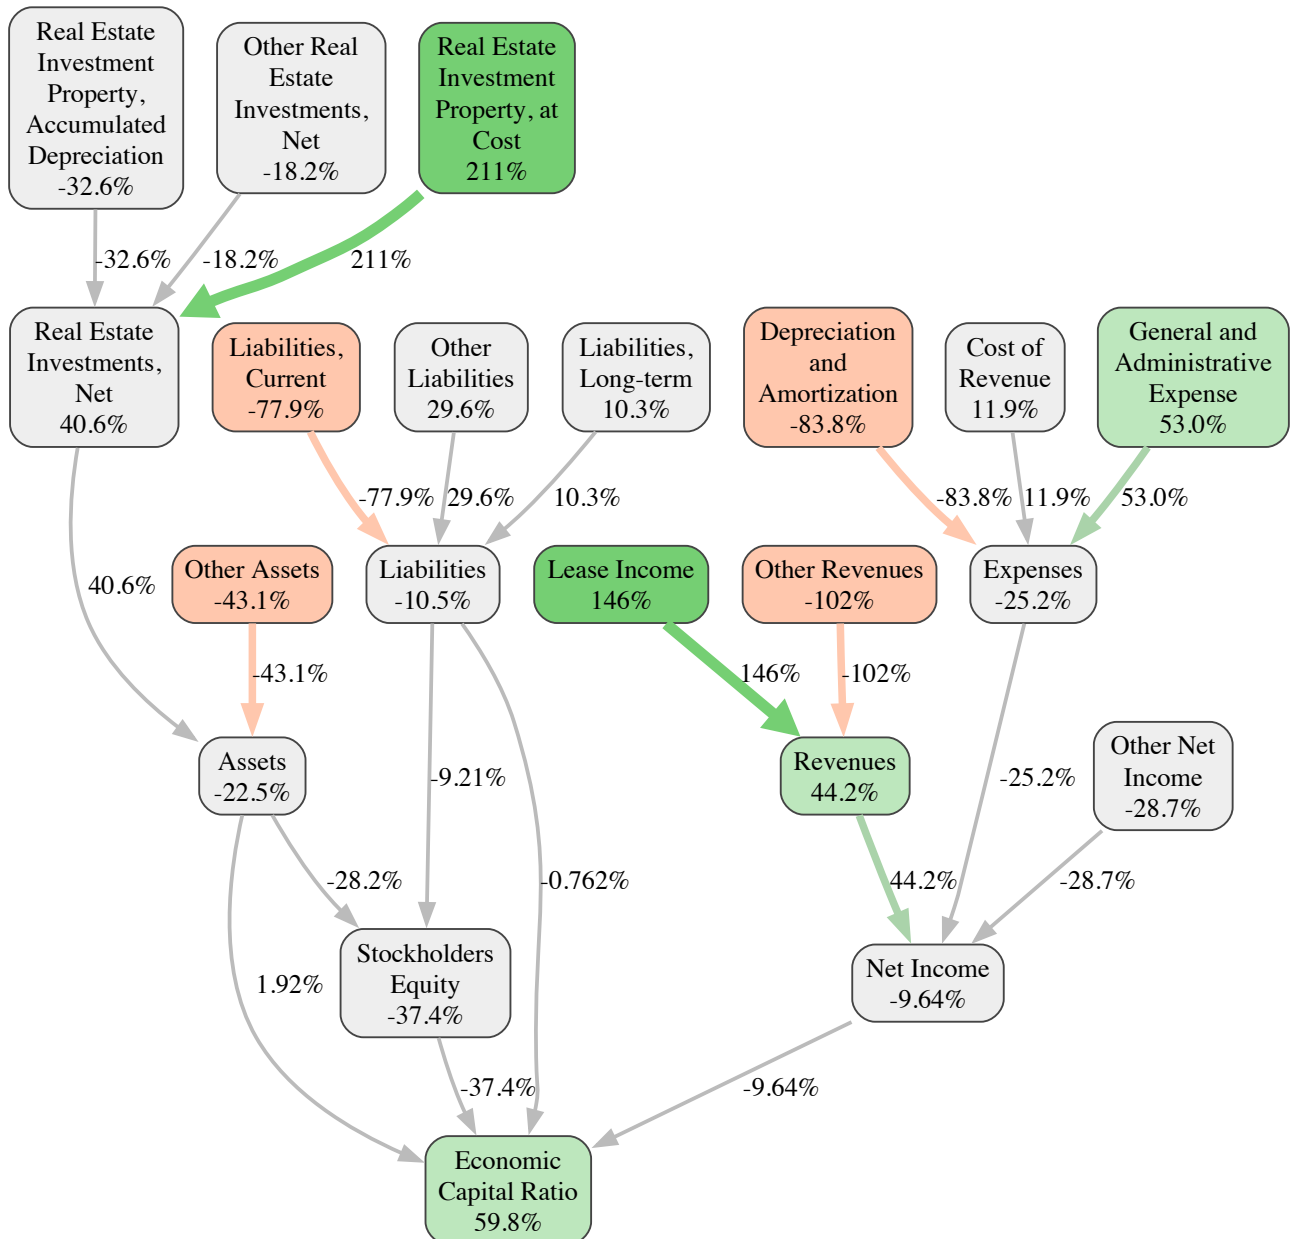 Real Estate
Investment
Property,
Accumulated
Depreciation
-32.6%
Other Real
Estate
Investments,
Net
-18.2%
Real Estate
Investment
Property, at
Cost
211%
-32.6%
-18.2%
211%
Real Estate
Investments,
Net
40.6%
Liabilities,
Current
-77.9%
Other
Liabilities
29.6%
Liabilities,
Long-term
10.3%
Depreciation
and
Amortization
-83.8%
Cost of
Revenue
11.9%
General and
Administrative
Expense
53.0%
-77.9%
29.6%
10.3%
-83.8%
11.9%
53.0%
40.6%
Other Assets
-43.1%
Liabilities
-10.5%
Lease Income
146%
Other Revenues
-102%
Expenses
-25.2%
-43.1%
146%
-102%
Assets
-22.5%
-9.21%
Revenues
44.2%
-25.2%
Other Net
Income
-28.7%
-28.2%
-0.762%
44.2%
-28.7%
1.92%
Stockholders
Equity
-37.4%
Net Income
-9.64%
-37.4%
-9.64%
Economic
Capital Ratio
59.8%